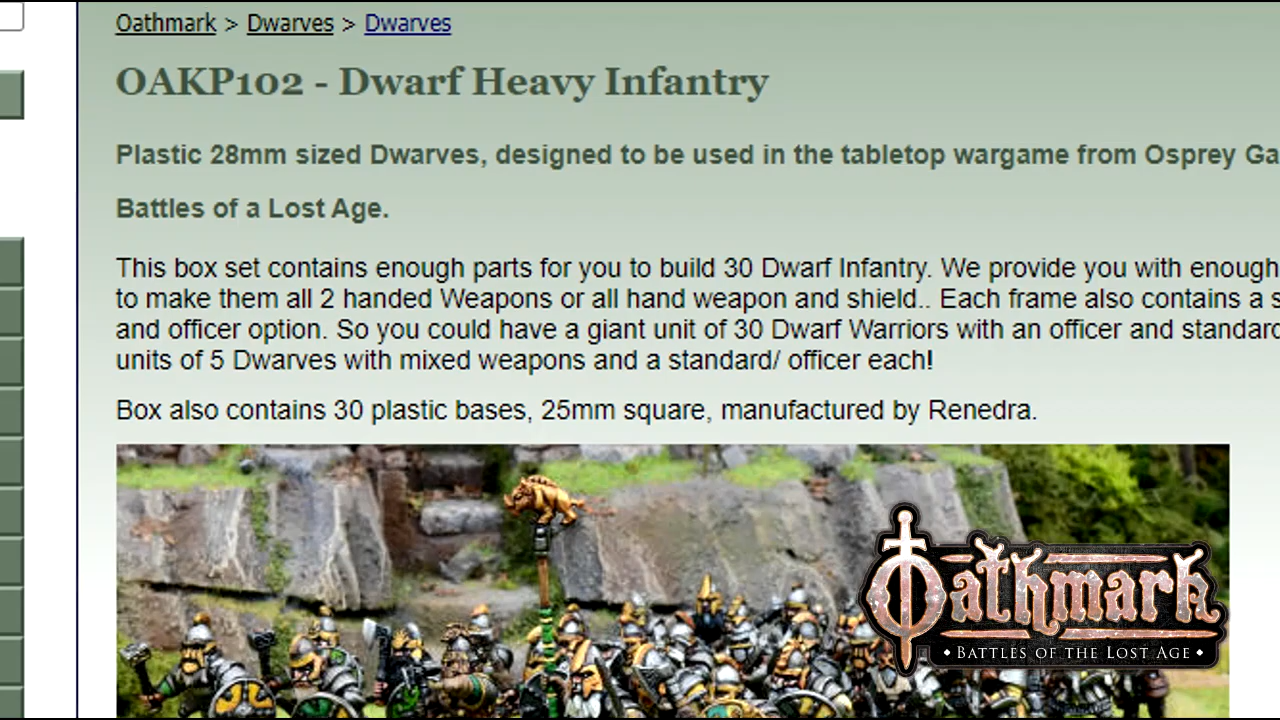 Oathmark > Dwarves > Dwarves
OAKP102 - Dwarf Heavy Infantry
Plastic 28mm sized Dwarves, designed to be used in the tabletop wargame from Osprey
Battles of a Lost Age.
This box set contains enough parts for you to build 30 Dwarf Infantry. We provide you with enough
to make them all 2 handed Weapons or all hand weapon and shield.. Each frame also contains a
and officer option. So you could have a giant unit of 30 Dwarf Warriors with an officer and standard
units of 5 Dwarves with mixed weapons and a standard/ officer each!
Box also contains 30 plastic bases, 25mm square, manufactured by Renedra.
Oathmark
• BATTLES OF THE LOST AGE •